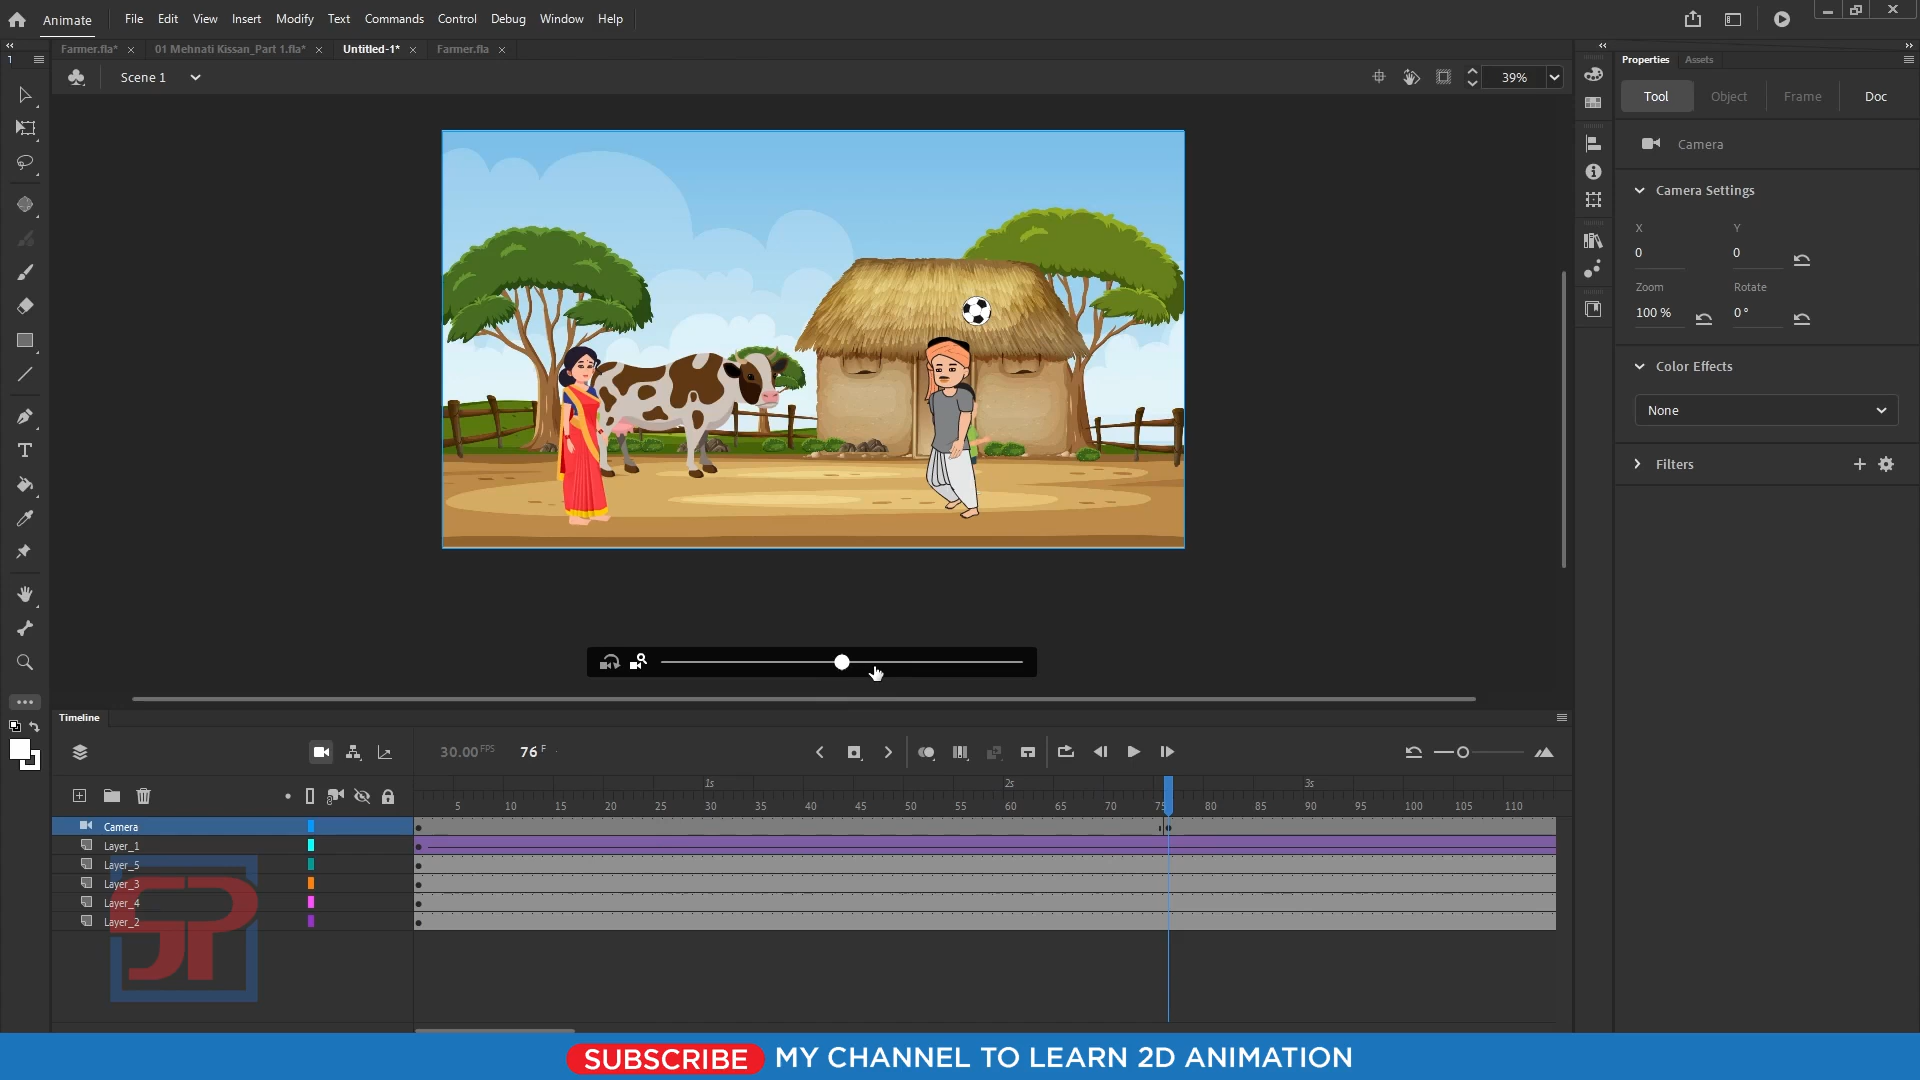 Animate File Edit View Insert Modify Text Commands Control Debug Window Help
Farmer.fla* 01 Mehnati Kissan_Part 1.fla* Untitled-1* Farmer.fla
Scene 1 39%
Properties Assets
Tool Object Frame Doc
Camera
Camera Settings
X Y
0 0
Zoom Rotate
100 % 0°
Color Effects
None
Filters
Timeline
30.00 FPS 76 F
1s 2s 3s
5 10 15 20 25 30 35 40 45 50 55 60 65 70 75 80 85 90 95 100 105 110
Camera
Layer_1
Layer_5
Layer_3
Layer_4
Layer_2
JP
SUBSCRIBE MY CHANNEL TO LEARN 2D ANIMATION